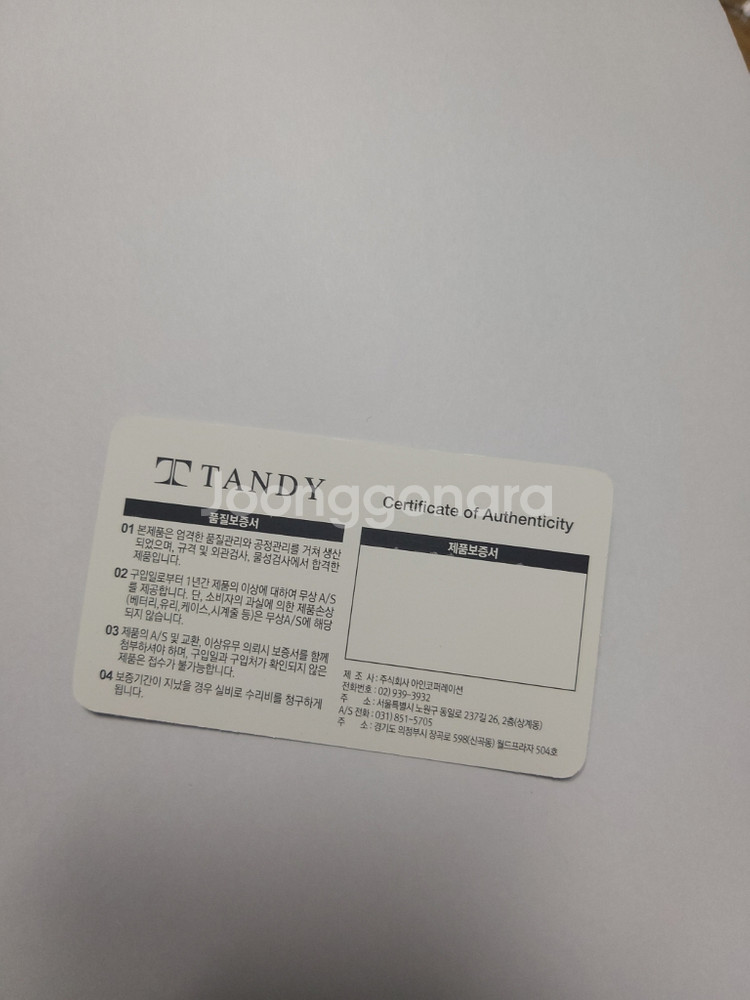 TANDY
Certificate of Authenticity
Joonggonara
품질보증서
01 본제품은 엄격한 품질관리와 공정관리를 거쳐 생산
되었으며, 규격 및 외관검사, 물성검사에서 합격한
제품입니다.
02 구입일로부터 1년간 제품의 이상에 대하여 무상 A/S
를 제공합니다. 단, 소비자의 과실에 의한 제품손상
(베터리,유리,케이스,시계줄 등)은 무상A/S에 해당
되지 않습니다.
03 제품의 A/S 및 교환, 이상유무 의뢰시 보증서를 함께
첨부하셔야 하며, 구입일과 구입처가 확인되지 않은
제품은 접수가 불가능합니다.
04 보증기간이 지났을 경우 실비로 수리비를 청구하게
됩니다.
제품보증서
제 조 사 : 주식회사 아인코퍼레이션
전화번호 : 02) 939-3932
주 소 : 서울특별시 노원구 동일로 237길 26, 2층(상계동)
A/S 전화 : 031) 851-5705
주 소 : 경기도 의정부시 장곡로 598(신곡동) 월드프라자 504호